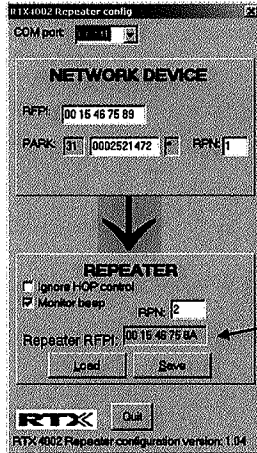 RTX4002 Repeater config
COM port:
NETWORK DEVICE
RFPI: 00 15 46 75 89
PARK: 31 0002521472 * RPN: 1
REPEATER
Ignore HOP control
Monitor beep
RPN: 2
Repeater RFPI: 00 15 46 75 8A
Load Save
RTX Quit
RTX 4002 Repeater configuration version: 1.04